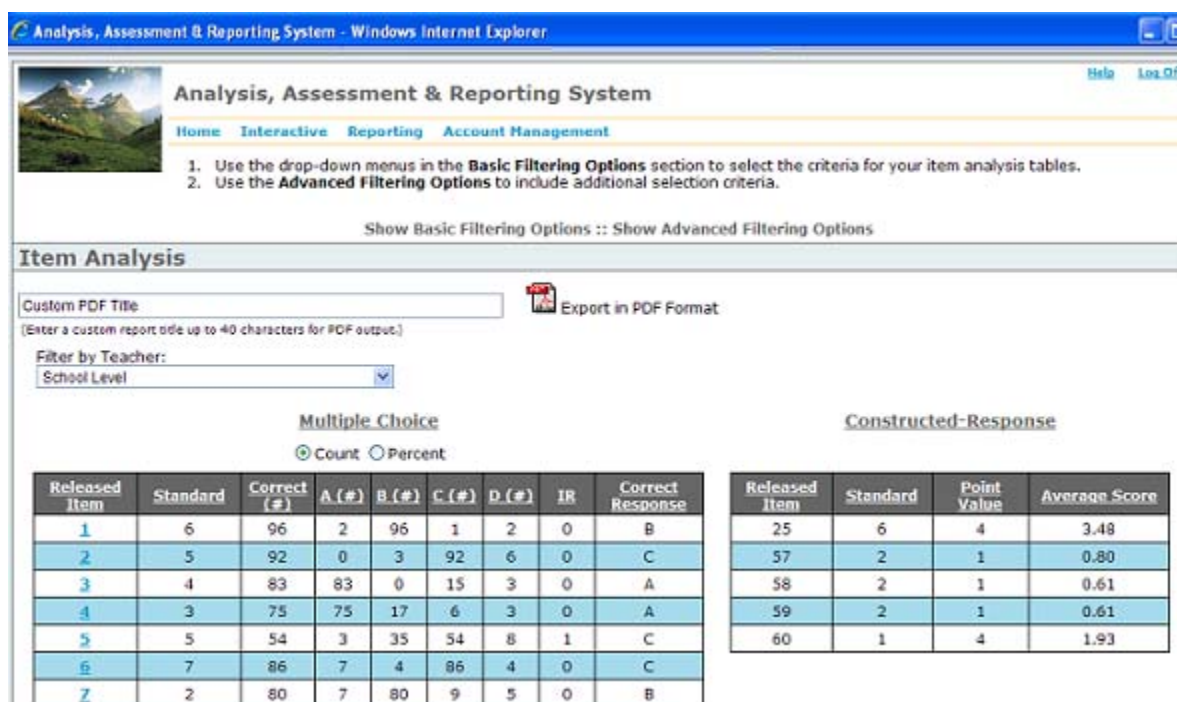 Analysis, Assessment & Reporting System - Windows Internet Explorer
Help Log Of
Analysis, Assessment & Reporting System
Home Interactive Reporting Account Management
1. Use the drop-down menus in the Basic Filtering Options section to select the criteria for your item analysis tables.
2. Use the Advanced Filtering Options to include additional selection criteria.
Show Basic Filtering Options :: Show Advanced Filtering Options
Item Analysis
Custom PDF Title
Export in PDF Format
(Enter a custom report title up to 40 characters for PDF output.)
Filter by Teacher:
School Level
Multiple Choice
Count Percent
Released Item Standard Correct (#) A (#) B (#) C (#) D (#) IR Correct Response
1 6 96 2 96 1 2 0 B
2 5 92 0 3 92 6 0 C
3 4 83 83 0 15 3 0 A
4 3 75 75 17 6 3 0 A
5 5 54 3 35 54 8 1 C
6 7 86 7 4 86 4 0 C
7 2 80 7 80 9 5 0 B
Constructed-Response
Released Item Standard Point Value Average Score
25 6 4 3.48
57 2 1 0.80
58 2 1 0.61
59 2 1 0.61
60 1 4 1.93